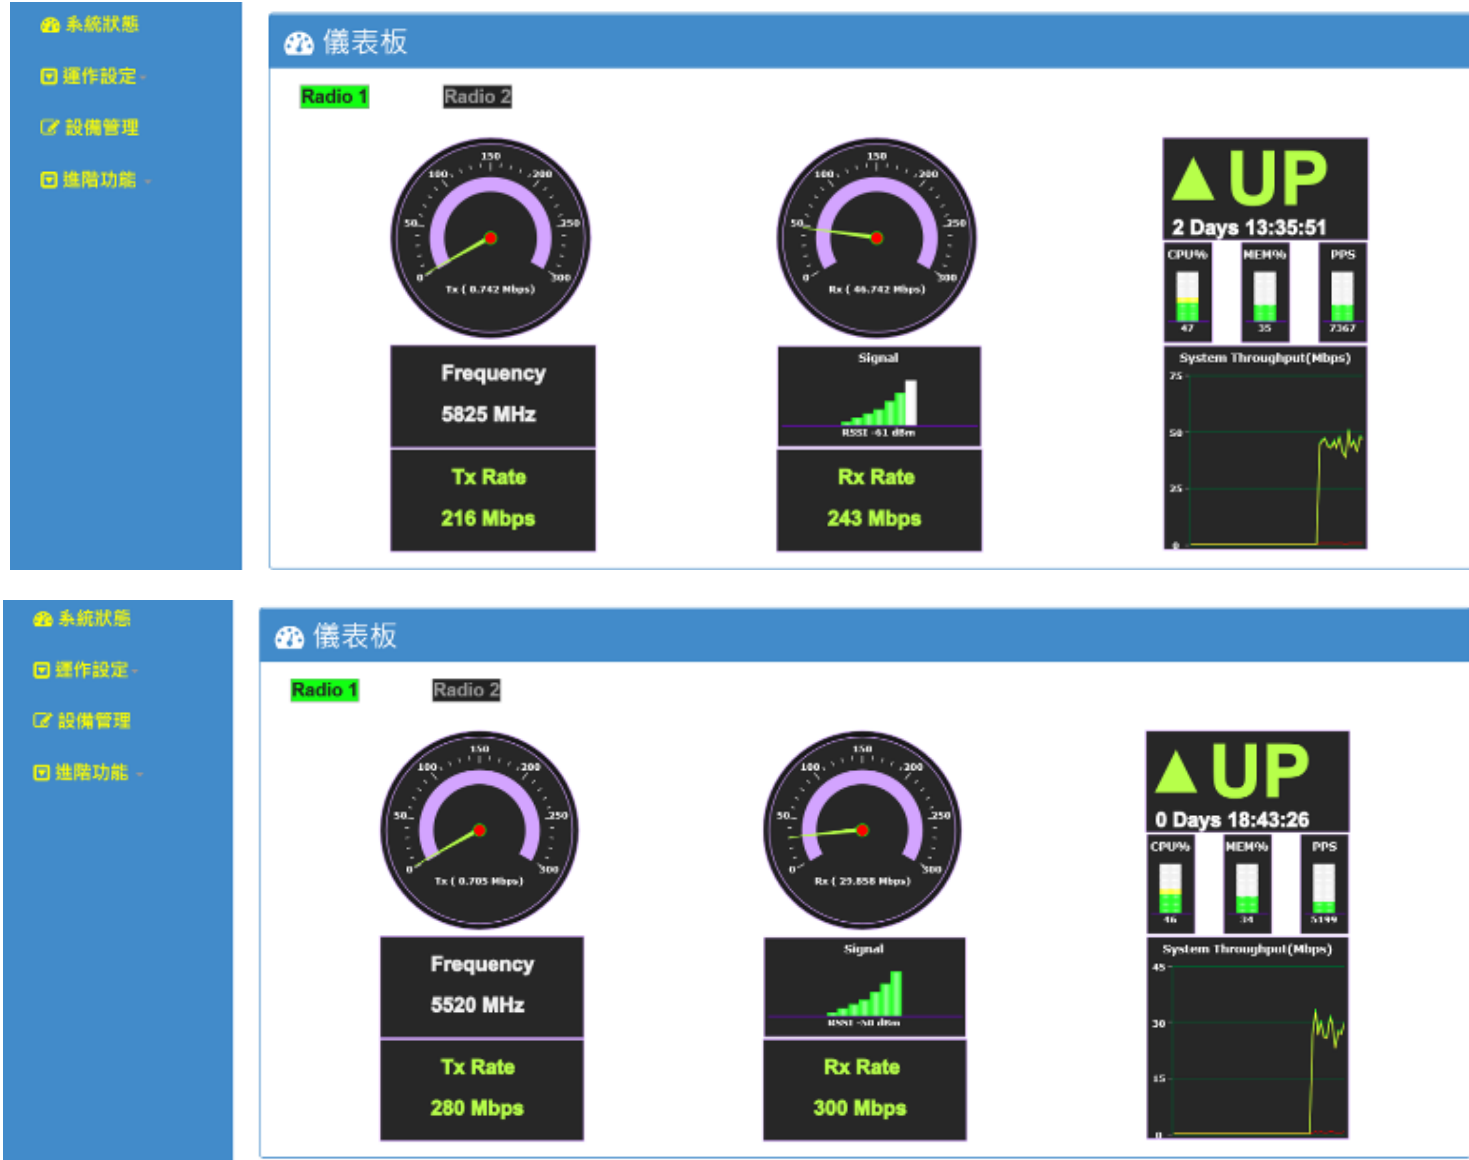 系統狀態
運作設定
設備管理
進階功能
儀表板
Radio 1
Radio 2
150
100
200
50
250
0
300
Tx ( 0.742 Mbps)
Frequency
5825 MHz
Tx Rate
216 Mbps
150
100
200
50
250
0
300
Rx ( 46.742 Mbps)
Signal
RSSI -61 dBm
Rx Rate
243 Mbps
▲UP
2 Days 13:35:51
CPU% MEM% PPS
47 35 7367
System Throughput(Mbps)
75
50
25
0
系統狀態
運作設定
設備管理
進階功能
儀表板
Radio 1
Radio 2
150
100
200
50
250
0
300
Tx ( 0.705 Mbps)
Frequency
5520 MHz
Tx Rate
280 Mbps
150
100
200
50
250
0
300
Rx ( 29.858 Mbps)
Signal
RSSI -50 dBm
Rx Rate
300 Mbps
▲UP
0 Days 18:43:26
CPU% MEM% PPS
46 34 5199
System Throughput(Mbps)
45
30
15
0